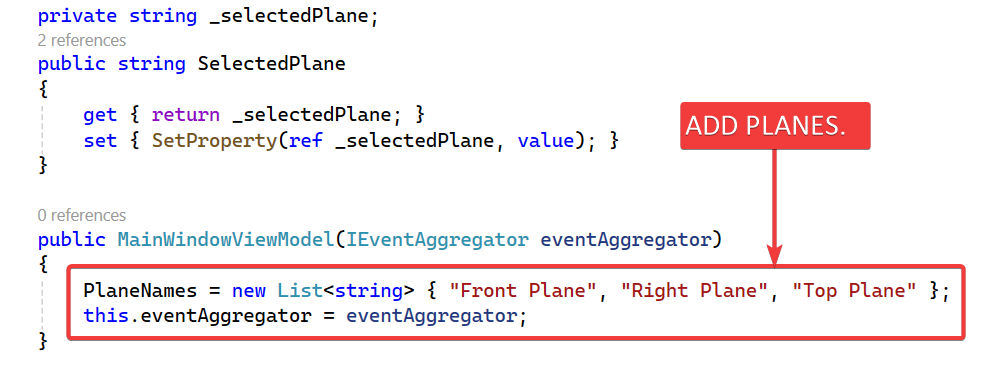 private string _selectedPlane;
2 references
public string SelectedPlane
{
get { return _selectedPlane; }
set { SetProperty(ref _selectedPlane, value); }
}
ADD PLANES.
0 references
public MainWindowViewModel(IEventAggregator eventAggregator)
{
PlaneNames = new List<string> { "Front Plane", "Right Plane", "Top Plane" };
this.eventAggregator = eventAggregator;
}